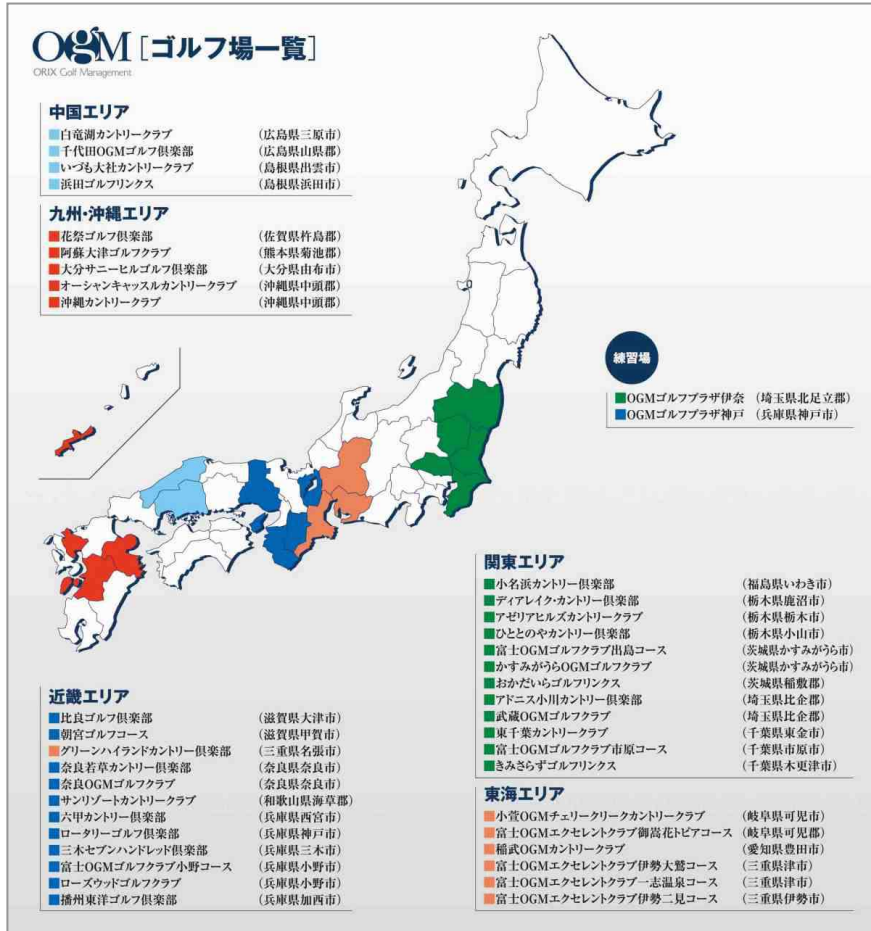 OGM [ゴルフ場一覧]
ORIX Golf Management
中国エリア
白竜湖カントリークラブ （広島県三原市）
千代田OGMゴルフ倶楽部 （広島県山県郡）
いづも大社カントリークラブ （島根県出雲市）
浜田ゴルフリンクス （島根県浜田市）
九州・沖縄エリア
花祭ゴルフ倶楽部 （佐賀県杵島郡）
阿蘇大津ゴルフクラブ （熊本県菊池郡）
大分サニーヒルゴルフ倶楽部 （大分県由布市）
オーシャンキャッスルカントリークラブ （沖縄県中頭郡）
沖縄カントリークラブ （沖縄県中頭郡）
練習場
OGMゴルフプラザ伊奈 （埼玉県北足立郡）
OGMゴルフプラザ神戸 （兵庫県神戸市）
関東エリア
小名浜カントリー倶楽部 （福島県いわき市）
ディアレイク・カントリー倶楽部 （栃木県鹿沼市）
アゼリアヒルズカントリークラブ （栃木県栃木市）
ひととのやカントリー倶楽部 （栃木県小山市）
富士OGMゴルフクラブ出島コース （茨城県かすみがうら市）
かすみがうらOGMゴルフクラブ （茨城県かすみがうら市）
おかだいらゴルフリンクス （茨城県稲敷郡）
アドニス小川カントリー倶楽部 （埼玉県比企郡）
武蔵OGMゴルフクラブ （埼玉県比企郡）
東千葉カントリークラブ （千葉県東金市）
富士OGMゴルフクラブ市原コース （千葉県市原市）
きみさらずゴルフリンクス （千葉県木更津市）
近畿エリア
比良ゴルフ倶楽部 （滋賀県大津市）
朝宮ゴルフコース （滋賀県甲賀市）
グリーンハイランドカントリー倶楽部 （三重県名張市）
奈良若草カントリー倶楽部 （奈良県奈良市）
奈良OGMゴルフクラブ （奈良県奈良市）
サンリゾートカントリークラブ （和歌山県海草郡）
六甲カントリー倶楽部 （兵庫県西宮市）
ロータリーゴルフ倶楽部 （兵庫県神戸市）
三木セブンハンドレッド倶楽部 （兵庫県三木市）
富士OGMゴルフクラブ小野コース （兵庫県小野市）
ローズウッドゴルフクラブ （兵庫県小野市）
播州東洋ゴルフ倶楽部 （兵庫県加西市）
東海エリア
小萱OGMチェリークリークカントリークラブ （岐阜県可児市）
富士OGMエクセレントクラブ御嵩花トピアコース （岐阜県可児郡）
稲武OGMカントリークラブ （愛知県豊田市）
富士OGMエクセレントクラブ伊勢大鷲コース （三重県津市）
富士OGMエクセレントクラブ一志温泉コース （三重県津市）
富士OGMエクセレントクラブ伊勢二見コース （三重県伊勢市）